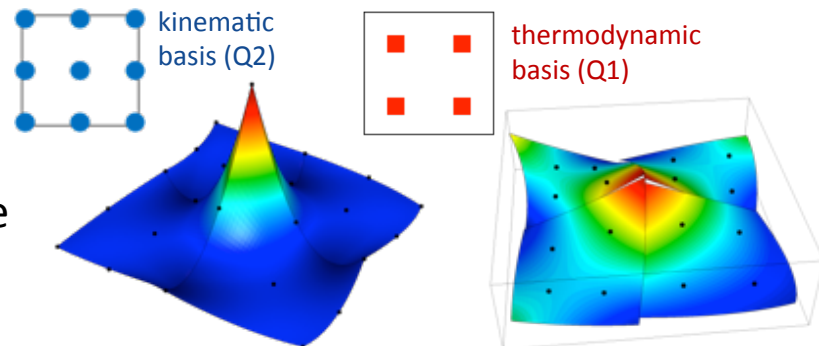 kinematic
basis (Q2)
thermodynamic
basis (Q1)
e